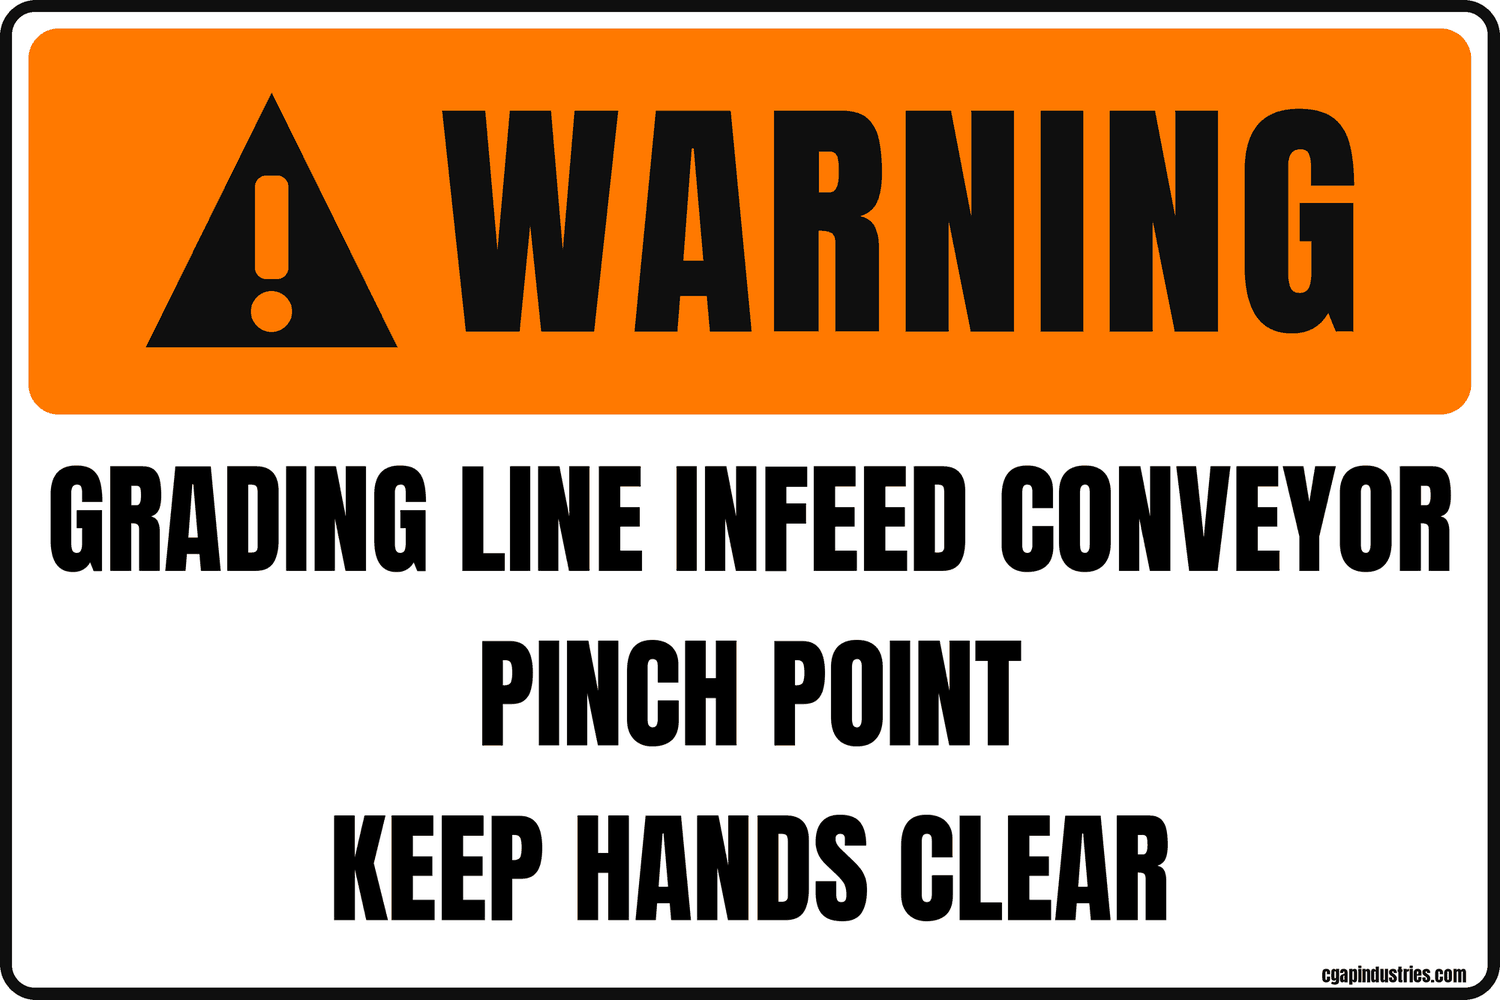 WARNING
GRADING LINE INFEED CONVEYOR
PINCH POINT
KEEP HANDS CLEAR
cgapindustries.com